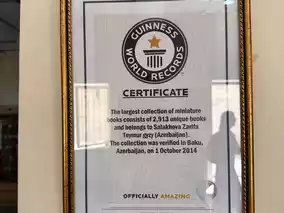 GUINNESS
WORLD RECORDS
CERTIFICATE
The largest collection of miniature
books consists of 2,913 unique books
and belongs to Salakhova Zarifa
Teymur gyzy (Azerbaijan).
The collection was verified in Baku,
Azerbaijan, on 1 October 2014
OFFICIALLY AMAZING